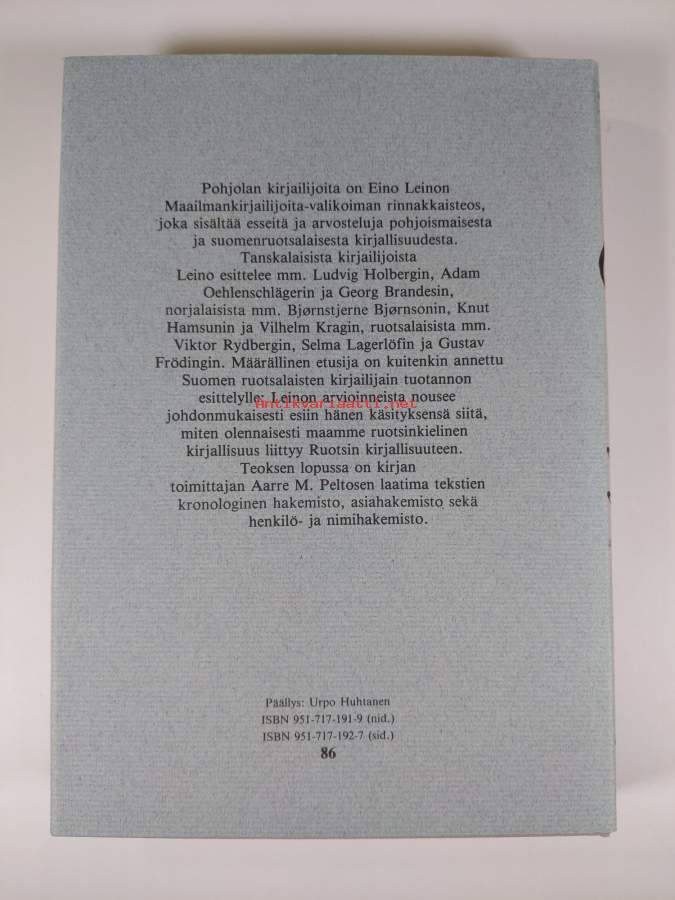 Pohjolan kirjailijoita on Eino Leinon
Maailmankirjailijoita-valikoiman rinnakkaisteos,
joka sisältää esseitä ja arvosteluja pohjoismaisesta
ja suomenruotsalaisesta kirjallisuudesta.
Tanskalaisista kirjailijoista
Leino esittelee mm. Ludvig Holbergin, Adam
Oehlenschlägerin ja Georg Brandesin,
norjalaisista mm. Bjørnstjerne Bjørnsonin, Knut
Hamsunin ja Vilhelm Kragin, ruotsalaisista mm.
Viktor Rydbergin, Selma Lagerlöfin ja Gustav
Frödingin. Määrällinen etusija on kuitenkin annettu
Suomen ruotsalaisten kirjailijain tuotannon
esittelylle: Leinon arvioinneista nousee
Antikvariaatti.net
johdonmukaisesti esiin hänen käsityksensä siitä,
miten olennaisesti maamme ruotsinkielinen
kirjallisuus liittyy Ruotsin kirjallisuuteen.
Teoksen lopussa on kirjan
toimittajan Aarre M. Peltosen laatima tekstien
kronologinen hakemisto, asiahakemisto sekä
henkilö- ja nimihakemisto.
Päällys: Urpo Huhtanen
ISBN 951-717-191-9 (nid.)
ISBN 951-717-192-7 (sid.)
86